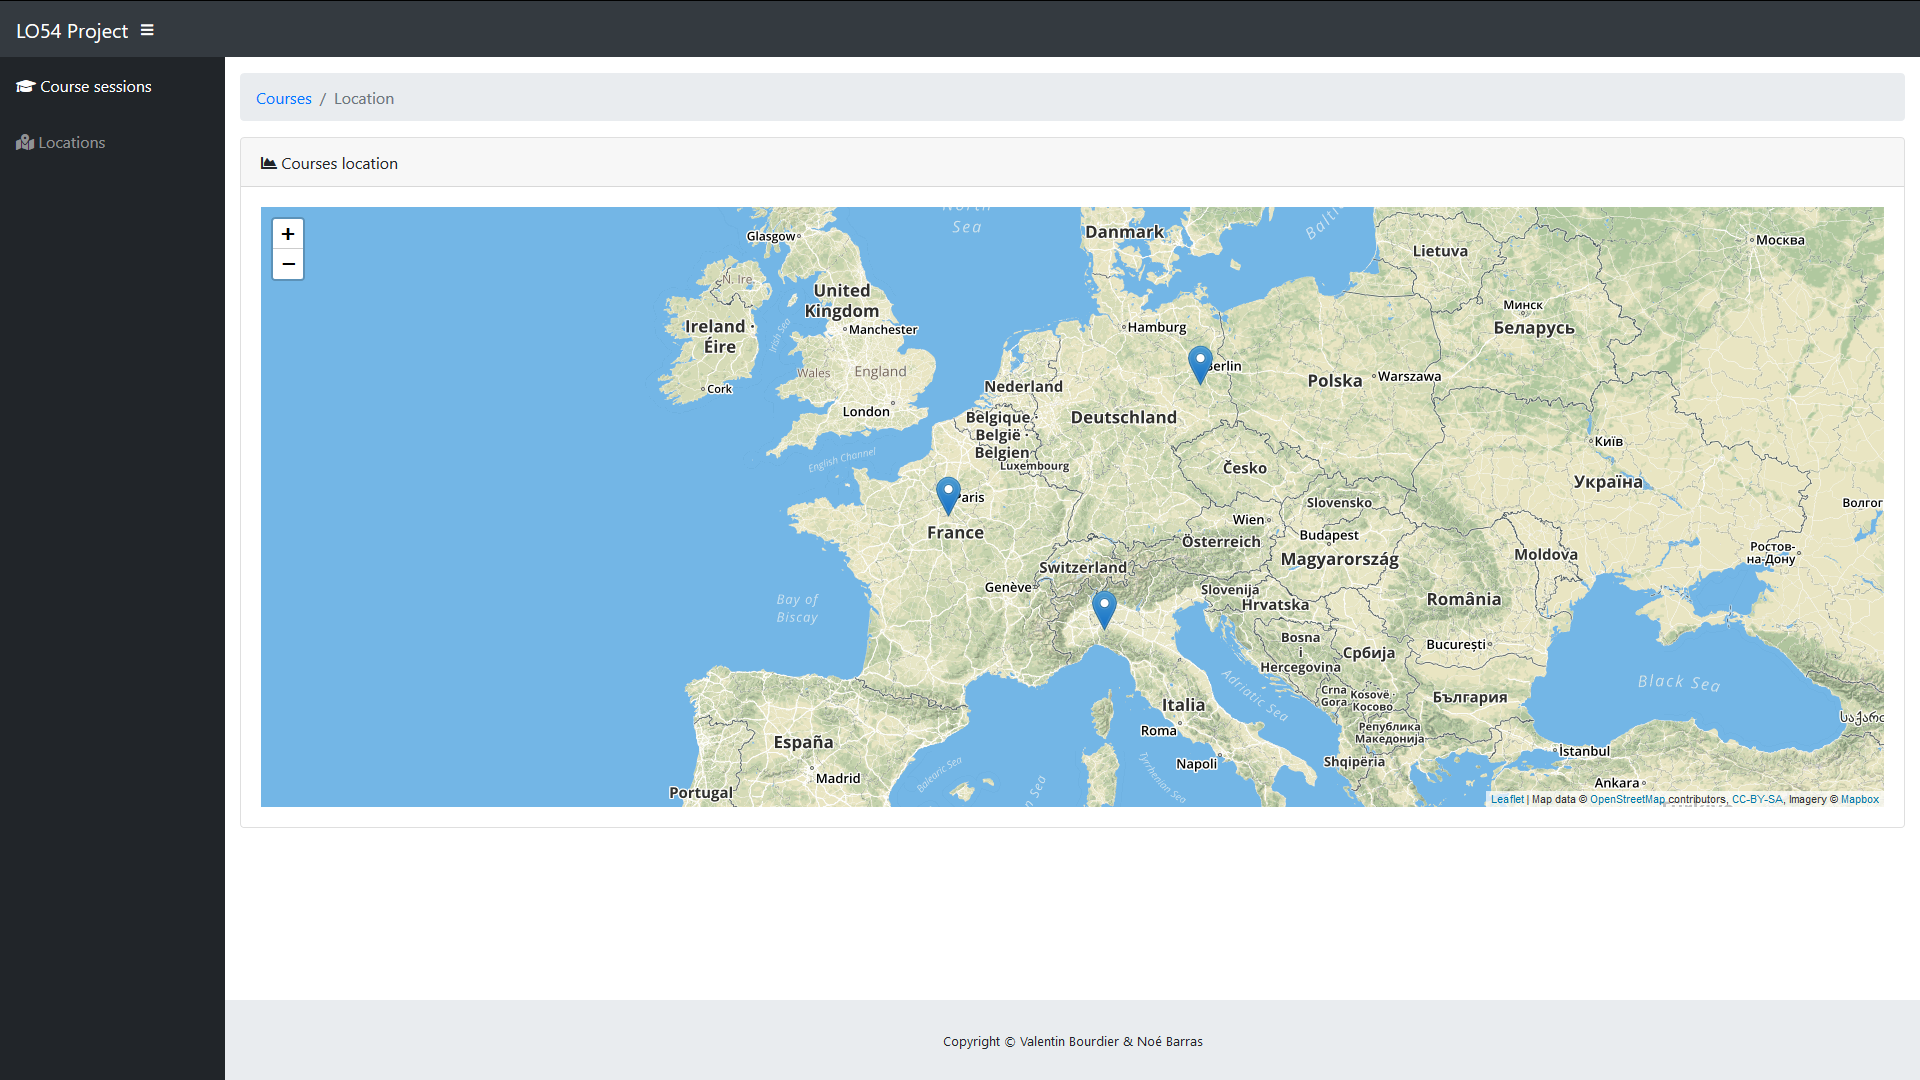 LO54 Project
Course sessions
Locations
Courses / Location
Courses location
+
−
North
Sea
Baltic
Glasgow
Danmark
Lietuva
Москва
N. Ire.
United
Kingdom
Минск
Беларусь
Ireland ·
Éire
Irish Sea
Manchester
Hamburg
Berlin
Wales
England
Nederland
Polska
Warszawa
Cork
London
Belgique ·
België ·
Belgien
Deutschland
Київ
English Channel
Luxembourg
Česko
Україна
Paris
Slovensko
Волгог
France
Wien
Österreich
Budapest
Magyarország
Moldova
Ростов-
на-Дону
Switzerland
Genève
Slovenija
Hrvatska
România
Bay of
Biscay
Bosna
i
Hercegovina
Србија
București
Adriatic Sea
Black Sea
Crna
Gora
Kosovë ·
Косово
България
Italia
Република
Македонија
საქარ
Roma
España
Napoli
Shqipëria
İstanbul
Balearic Sea
Tyrrhenian Sea
n Sea
Madrid
Ankara
Portugal
Leaflet | Map data © OpenStreetMap contributors, CC-BY-SA, Imagery © Mapbox
Copyright © Valentin Bourdier & Noé Barras